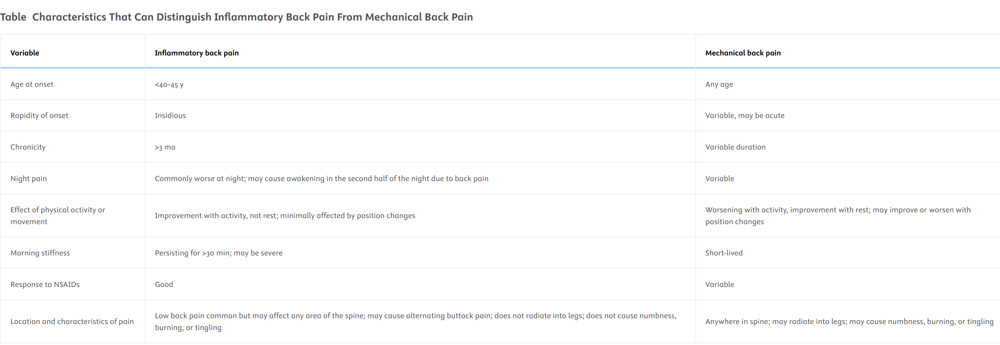 Table Characteristics That Can Distinguish Inflammatory Back Pain From Mechanical Back Pain
Variable
Inflammatory back pain
Mechanical back pain
Age at onset
<40-45 y
Any age
Rapidity of onset
Insidious
Variable, may be acute
Chronicity
>3 mo
Variable duration
Night pain
Commonly worse at night; may cause awakening in the second half of the night due to back pain
Variable
Effect of physical activity or
movement
Improvement with activity, not rest; minimally affected by position changes
Worsening with activity, improvement with rest; may improve or worsen with
position changes
Morning stiffness
Persisting for >30 min; may be severe
Short-lived
Response to NSAIDs
Good
Variable
Location and characteristics of pain
Low back pain common but may affect any area of the spine; may cause alternating buttock pain; does not radiate into legs; does not cause numbness,
burning, or tingling
Anywhere in spine; may radiate into legs; may cause numbness, burning, or tingling